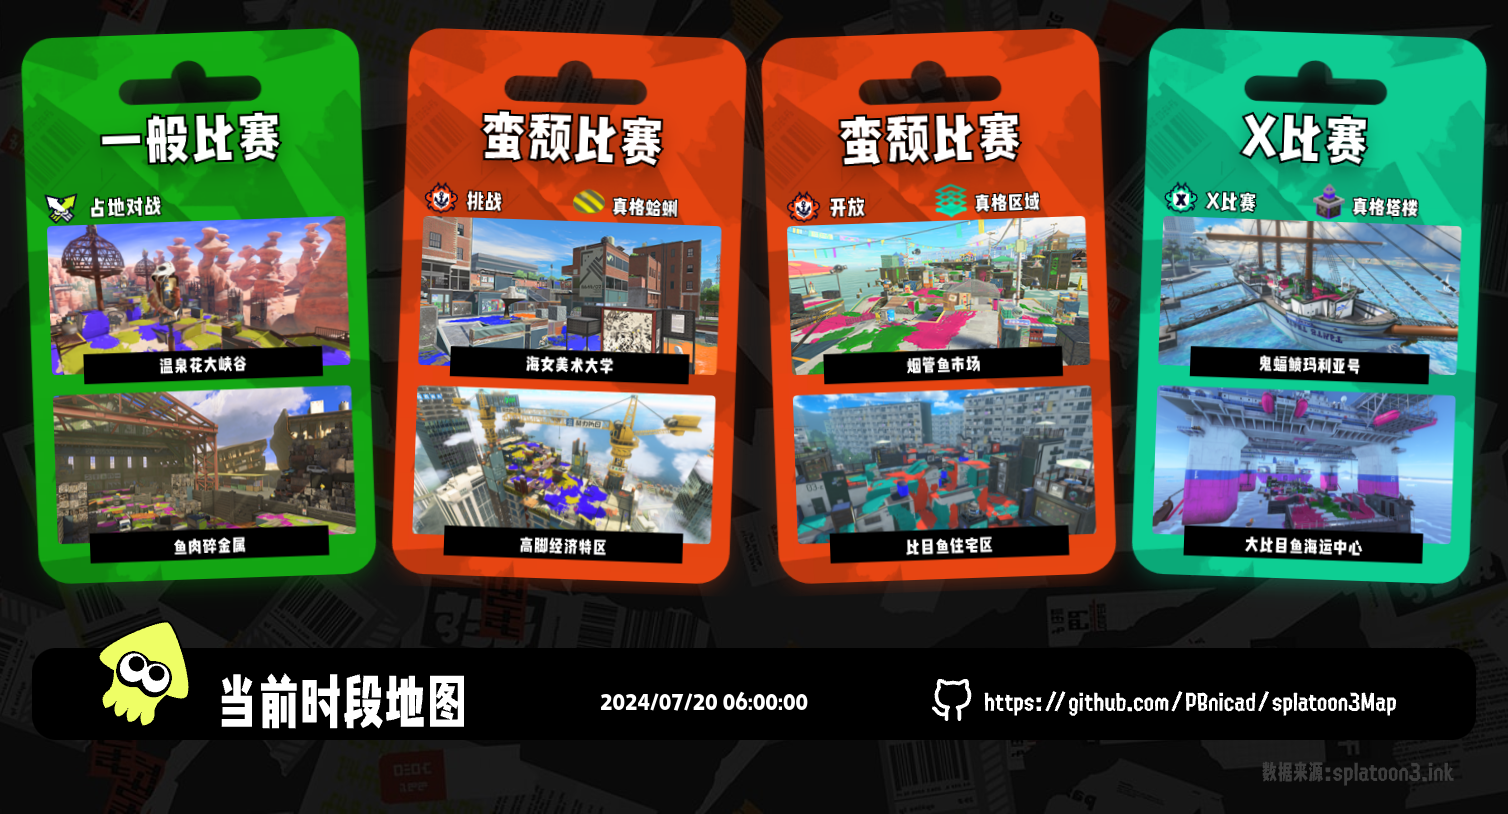 一般比赛
占地对战
温泉花大峡谷
鱼肉碎金属
蛮颓比赛
挑战
真格蛤蜊
海女美术大学
高脚经济特区
蛮颓比赛
开放
真格区域
烟管鱼市场
比目鱼住宅区
X比赛
X比赛
真格塔楼
鬼蝠鲼玛利亚号
大比目鱼海运中心
当前时段地图
2024/07/20 06:00:00
https://github.com/PBnicad/splatoon3Map
数据来源:splatoon3.ink